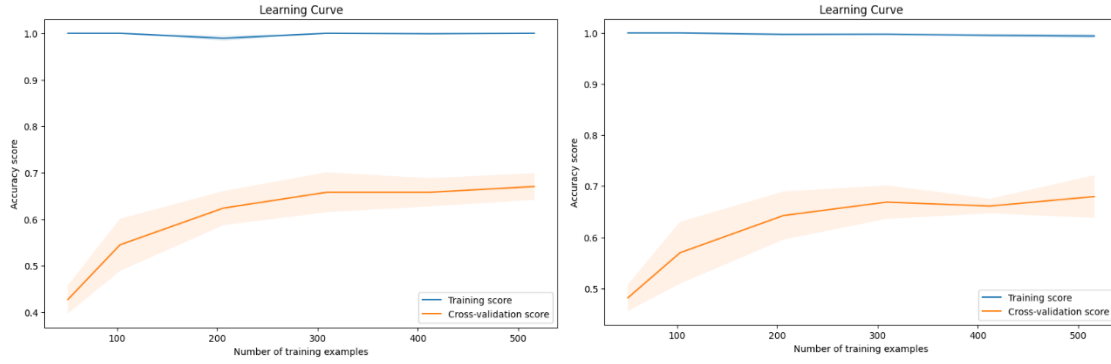 Learning Curve
1.0
0.9
0.8
0.7
0.6
0.5
0.4
Accuracy score
100
200
300
400
500
Number of training examples
Training score
Cross-validation score
Learning Curve
1.0
0.9
0.8
0.7
0.6
0.5
Accuracy score
100
200
300
400
500
Number of training examples
Training score
Cross-validation score